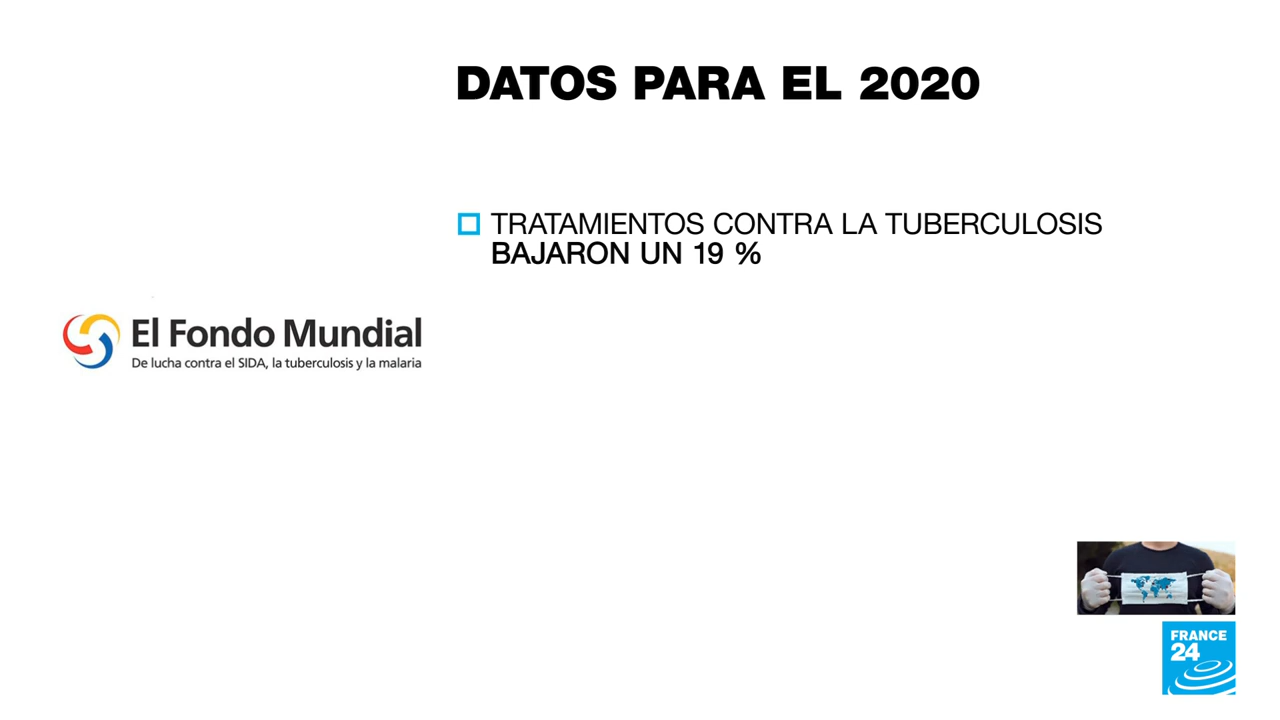 DATOS PARA EL 2020
TRATAMIENTOS CONTRA LA TUBERCULOSIS
BAJARON UN 19 %
El Fondo Mundial
De lucha contra el SIDA, la tuberculosis y la malaria
FRANCE
24